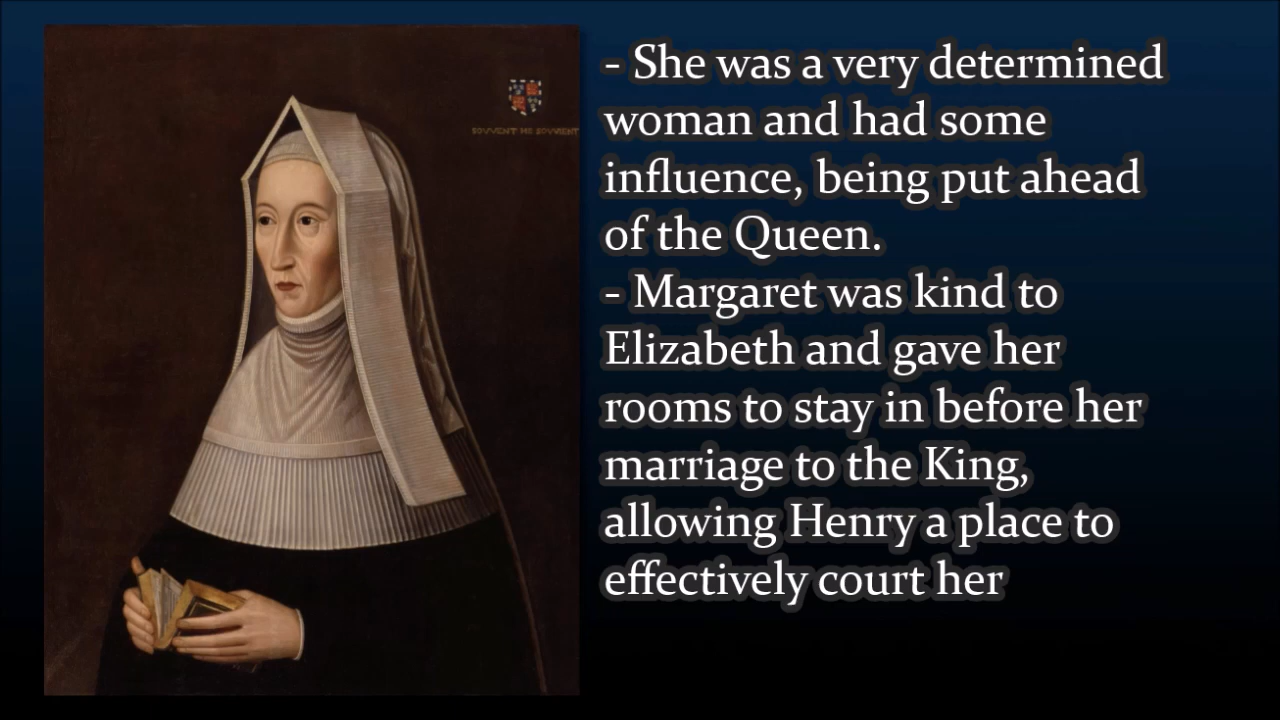 SOVVENT ME SOVVIENT
- She was a very determined
woman and had some
influence, being put ahead
of the Queen.
- Margaret was kind to
Elizabeth and gave her
rooms to stay in before her
marriage to the King,
allowing Henry a place to
effectively court her